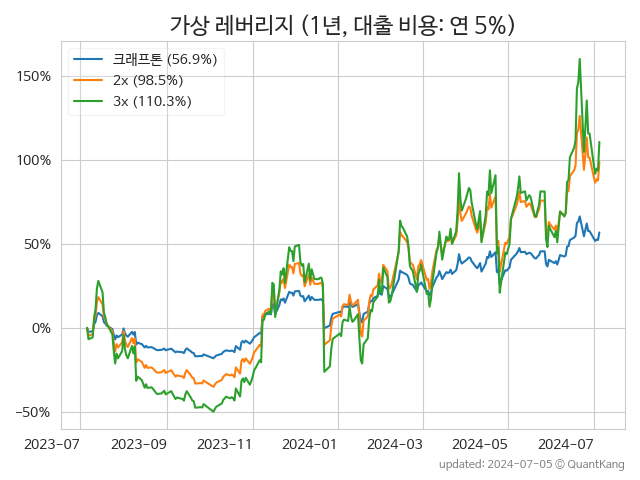 가상 레버리지 (1년, 대출 비용: 연 5%)
크래프톤 (56.9%)
2x (98.5%)
3x (110.3%)
150%
100%
50%
0%
−50%
2023−07 2023−09 2023−11 2024−01 2024−03 2024−05 2024−07
updated: 2024-07-05 © QuantKang